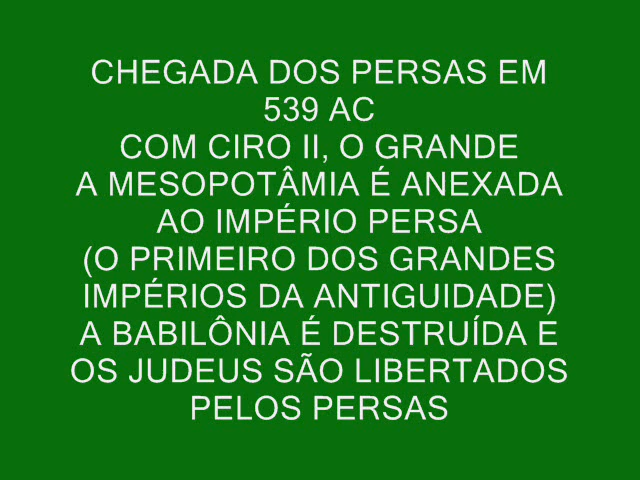 CHEGADA DOS PERSAS EM
539 AC
COM CIRO II, O GRANDE
A MESOPOTÂMIA É ANEXADA
AO IMPÉRIO PERSA
(O PRIMEIRO DOS GRANDES
IMPÉRIOS DA ANTIGUIDADE)
A BABILÔNIA É DESTRUÍDA E
OS JUDEUS SÃO LIBERTADOS
PELOS PERSAS